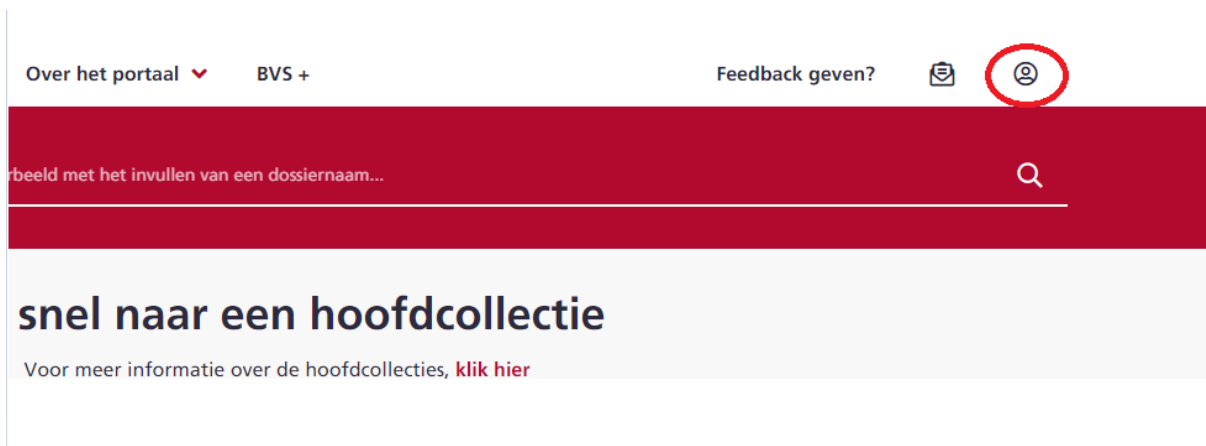 Over het portaal BVS + Feedback geven?
rbeeld met het invullen van een dossiernaam...
snel naar een hoofdcollectie
Voor meer informatie over de hoofdcollecties, klik hier